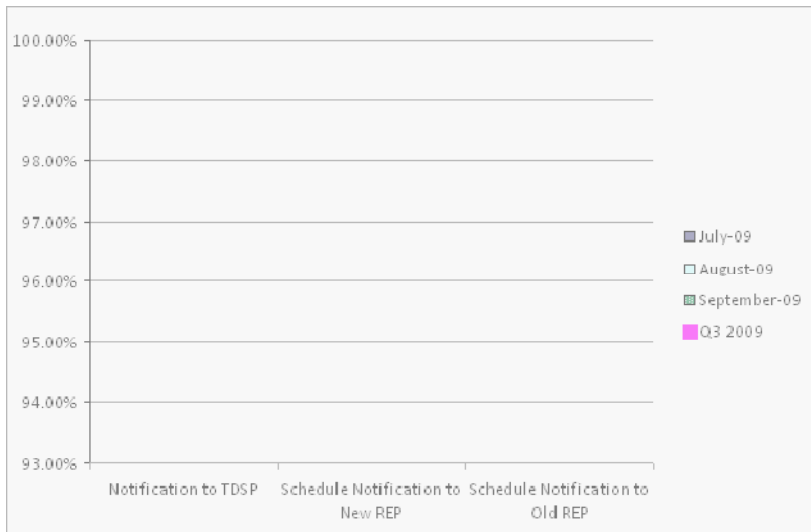 100.00%
99.00%
98.00%
97.00%
96.00%
95.00%
94.00%
93.00%
Notification to TDSP
Schedule Notification to
New REP
Schedule Notification to
Old REP
July-09
August-09
September-09
Q3 2009